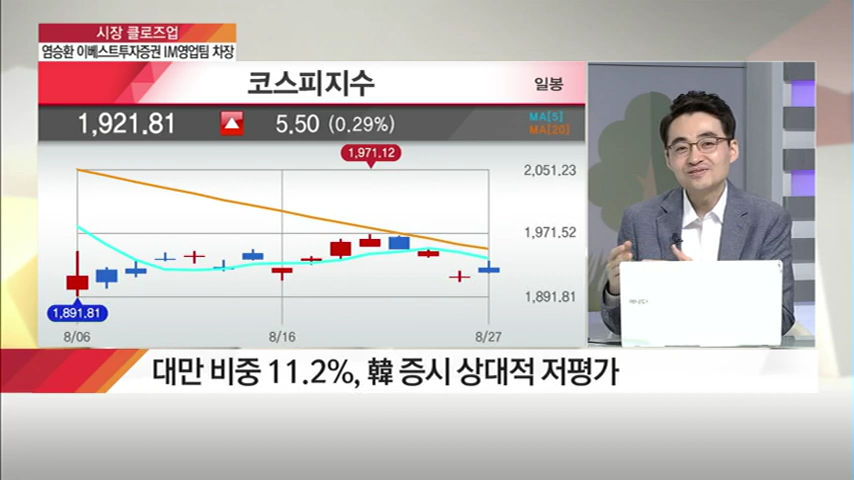 시장 클로즈업
염승환 이베스트투자증권 IM영업팀 차장
코스피지수
일봉
1,921.81
5.50 (0.29%)
MA[5]
MA[20]
1,971.12
2,051.23
1,971.52
1,891.81
1,891.81
8/06
8/16
8/27
대만 비중 11.2%, 韓 증시 상대적 저평가